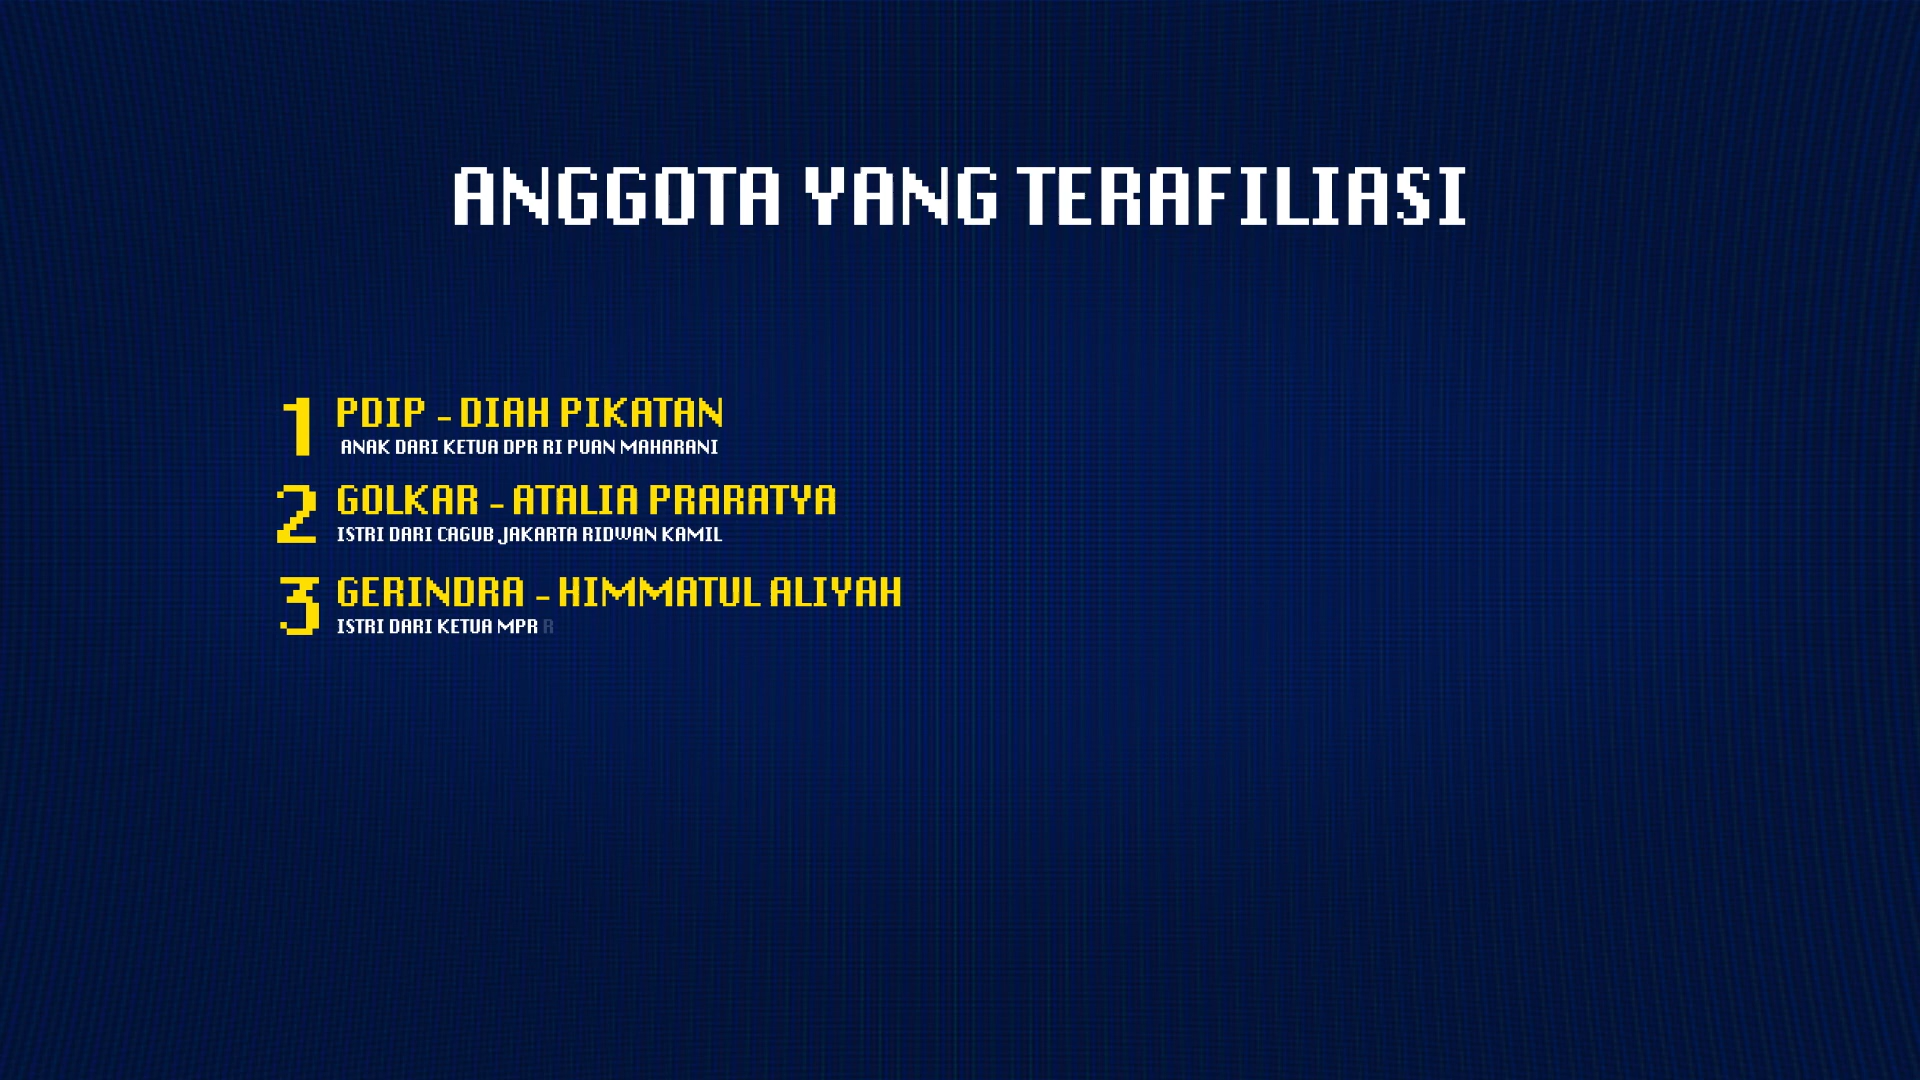 ANGGOTA YANG TERAFILIASI
1 PDIP - DIAH PIKATAN
ANAK DARI KETUA DPR RI PUAN MAHARANI
2 GOLKAR - ATALIA PRARATYA
ISTRI DARI CAGUB JAKARTA RIDWAN KAMIL
3 GERINDRA - HIMMATUL ALIYAH
ISTRI DARI KETUA MPR R